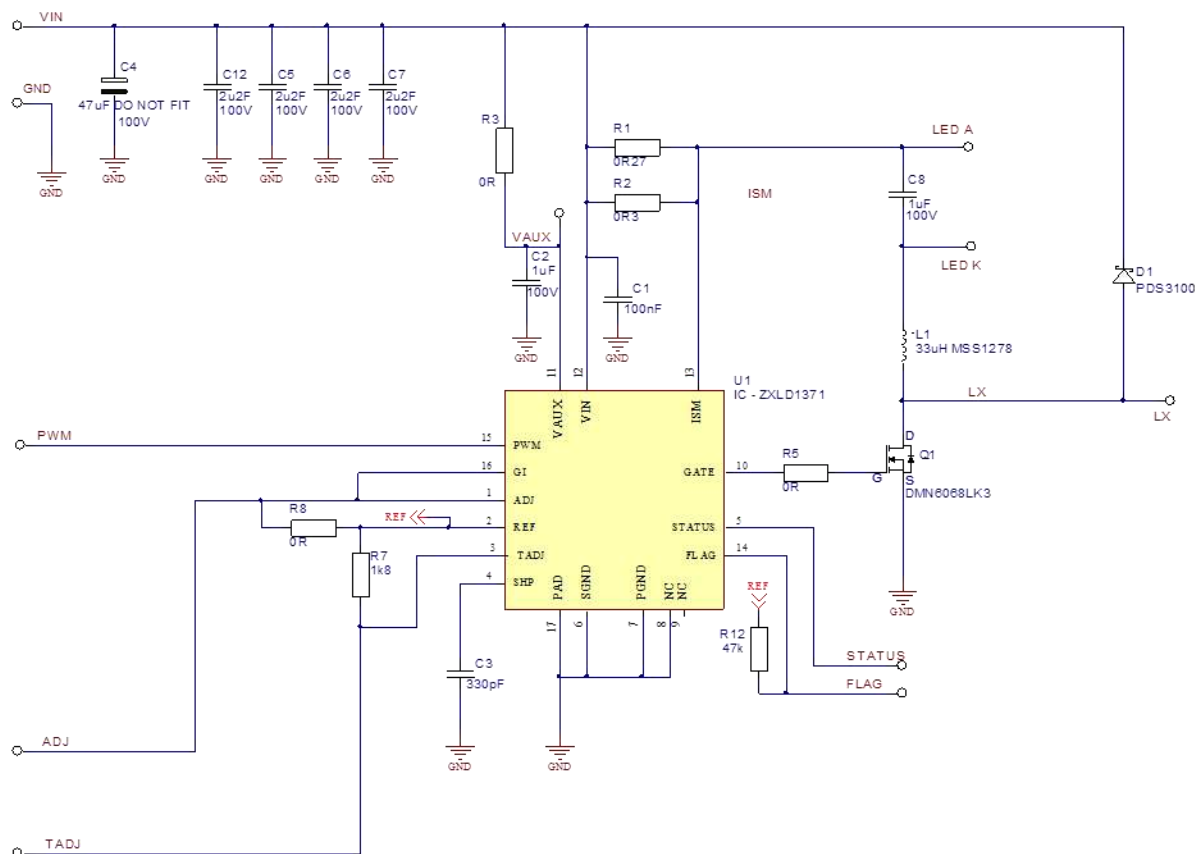 VIN
GND
C4
47uF DO NOT FIT
100V
GND
C12
2u2F
100V
GND
C5
2u2F
100V
GND
C6
2u2F
100V
GND
C7
2u2F
100V
GND
GND
R3
0R
R1
0R27
R2
0R3
ISM
LED A
C8
1uF
100V
LED K
D1
PDS3100
VAUX
C2
1uF
100V
GND
C1
100nF
GND
L1
33uH MSS1278
LX
LX
11
12
13
U1
IC - ZXLD1371
VAUX
VIN
ISM
PWM
15
PWM
16
GI
1
ADJ
2
REF
3
TADJ
4
SHP
GATE
10
R5
0R
D
G
S
Q1
DMN6068LK3
GND
STATUS
5
FLAG
14
PAD
SGND
PGND
NC
NC
17
6
7
8
9
R8
0R
REF
R7
1k8
C3
330pF
GND
GND
REF
R12
47k
STATUS
FLAG
ADJ
TADJ